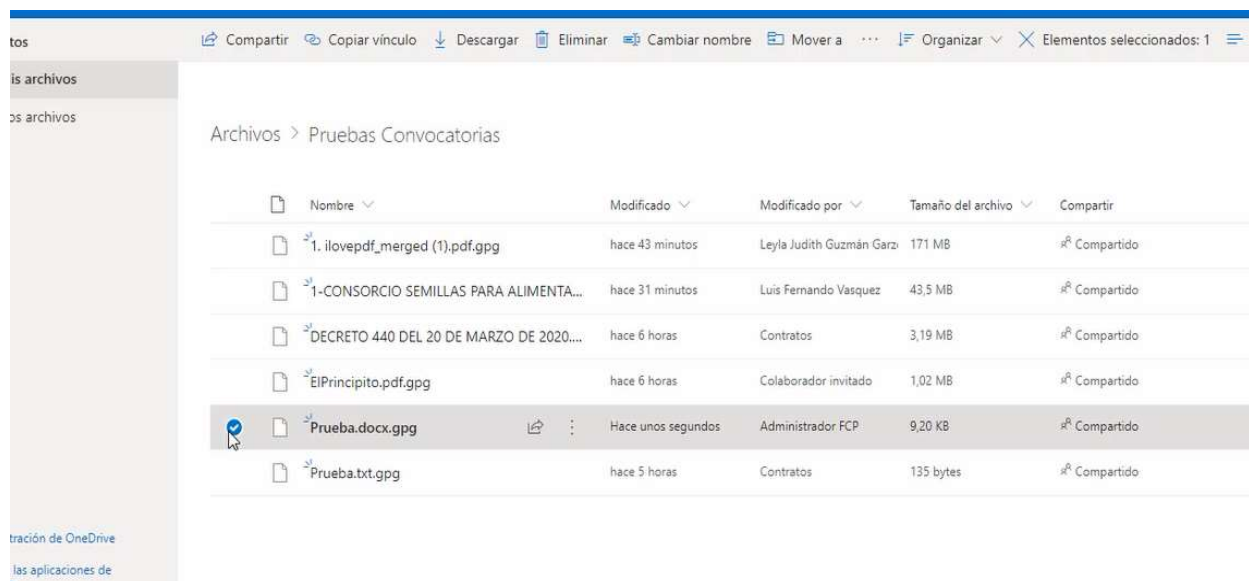 tos
Compartir Copiar vínculo Descargar Eliminar Cambiar nombre Mover a ··· Organizar Elementos seleccionados: 1
is archivos
os archivos
Archivos > Pruebas Convocatorias
Nombre Modificado Modificado por Tamaño del archivo Compartir
1. ilovepdf_merged (1).pdf.gpg hace 43 minutos Leyla Judith Guzmán Garz 171 MB Compartido
1-CONSORCIO SEMILLAS PARA ALIMENTA... hace 31 minutos Luis Fernando Vasquez 43,5 MB Compartido
DECRETO 440 DEL 20 DE MARZO DE 2020.... hace 6 horas Contratos 3,19 MB Compartido
ElPrincipito.pdf.gpg hace 6 horas Colaborador invitado 1,02 MB Compartido
Prueba.docx.gpg Hace unos segundos Administrador FCP 9,20 KB Compartido
Prueba.txt.gpg hace 5 horas Contratos 135 bytes Compartido
tración de OneDrive
las aplicaciones de